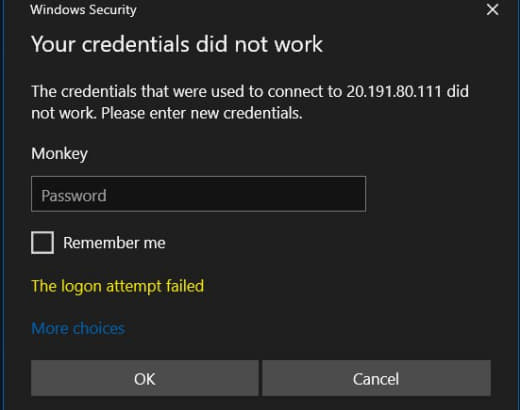 Windows Security
Your credentials did not work
The credentials that were used to connect to 20.191.80.111 did
not work. Please enter new credentials.
Monkey
Password
Remember me
The logon attempt failed
More choices
OK Cancel